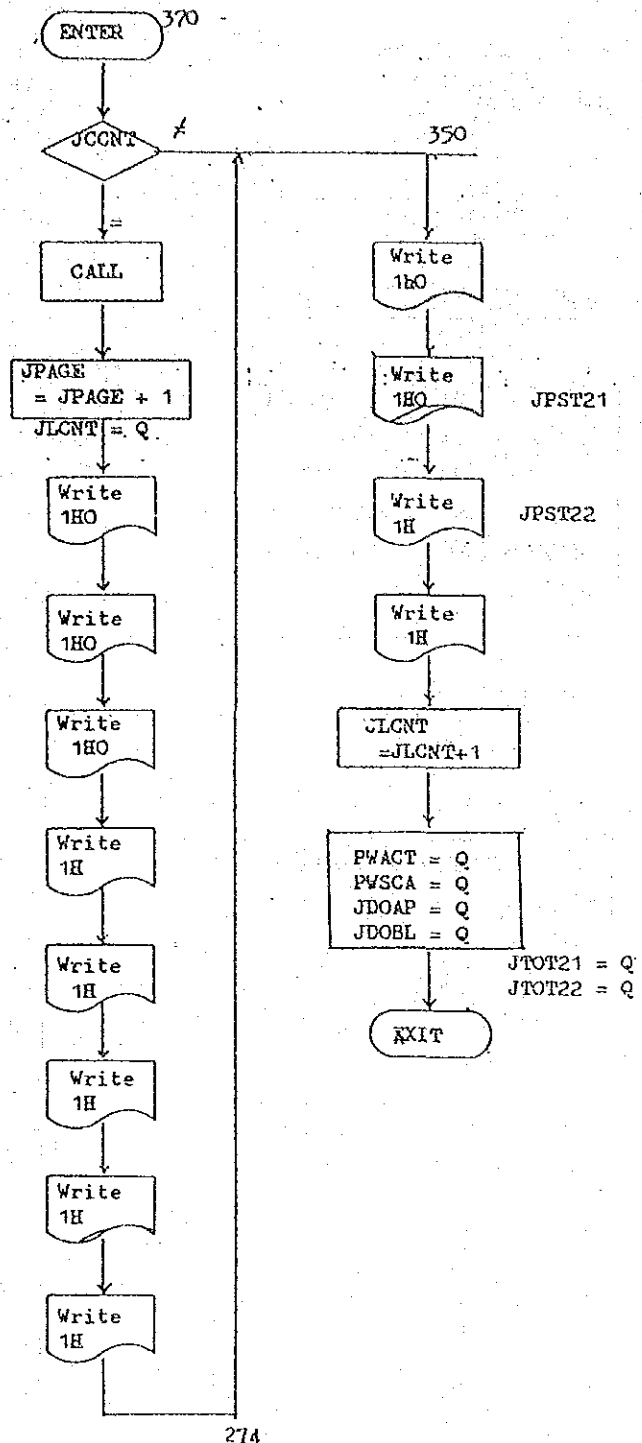 ENTER
370
JCCNT
≠
350
=
CALL
JPAGE
= JPAGE + 1
JLCNT = Q
Write
1HO
Write
1HO
Write
1HO
Write
1H
Write
1H
Write
1H
Write
1H
Write
1H
274
Write
1hO
Write
1HO
JPST21
Write
1H
JPST22
Write
1H
JLCNT
=JLCNT+1
PWACT = Q
PWSCA = Q
JDOAP = Q
JDOBL = Q
JTOT21 = Q
JTOT22 = Q
EXIT